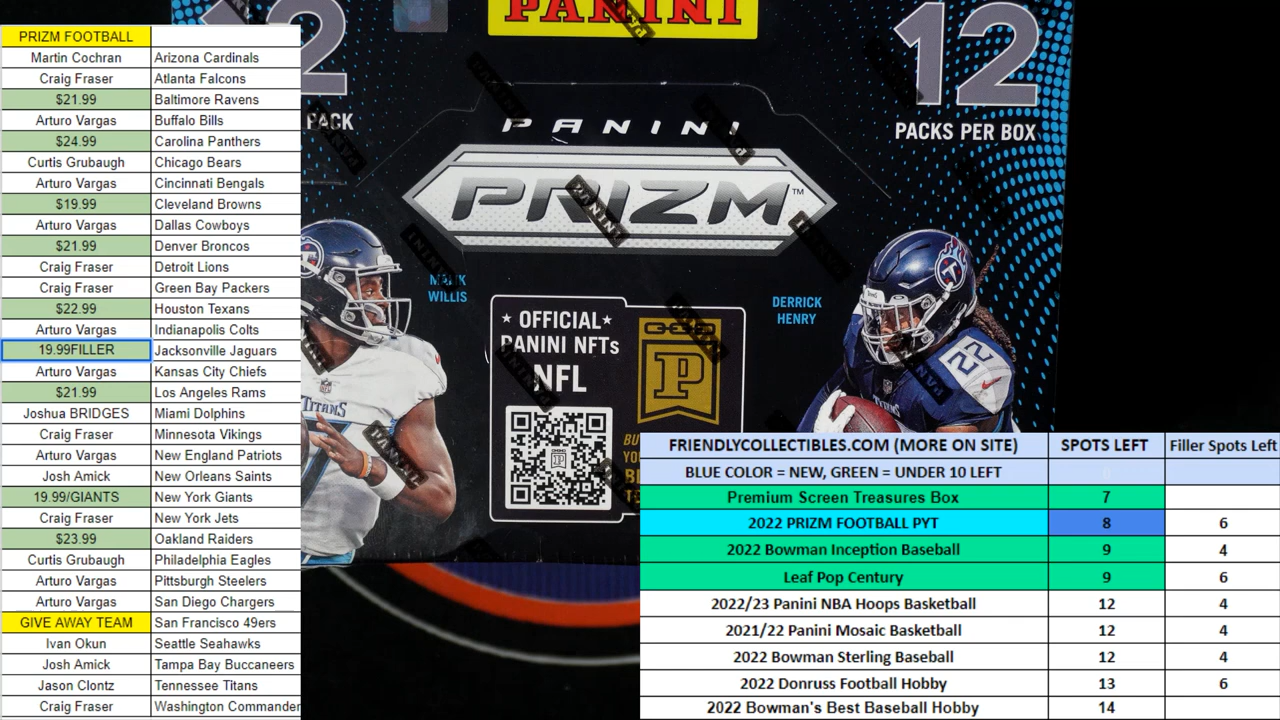 PRIZM FOOTBALL
Martin Cochran Arizona Cardinals
Craig Fraser Atlanta Falcons
$21.99 Baltimore Ravens
Arturo Vargas Buffalo Bills
$24.99 Carolina Panthers
Curtis Grubaugh Chicago Bears
Arturo Vargas Cincinnati Bengals
$19.99 Cleveland Browns
Arturo Vargas Dallas Cowboys
$21.99 Denver Broncos
Craig Fraser Detroit Lions
Craig Fraser Green Bay Packers
$22.99 Houston Texans
Arturo Vargas Indianapolis Colts
19.99FILLER Jacksonville Jaguars
Arturo Vargas Kansas City Chiefs
$21.99 Los Angeles Rams
Joshua BRIDGES Miami Dolphins
Craig Fraser Minnesota Vikings
Arturo Vargas New England Patriots
Josh Amick New Orleans Saints
19.99/GIANTS New York Giants
Craig Fraser New York Jets
$23.99 Oakland Raiders
Curtis Grubaugh Philadelphia Eagles
Arturo Vargas Pittsburgh Steelers
Arturo Vargas San Diego Chargers
GIVE AWAY TEAM San Francisco 49ers
Ivan Okun Seattle Seahawks
Josh Amick Tampa Bay Buccaneers
Jason Clontz Tennessee Titans
Craig Fraser Washington Commander
PANINI
12
PACK
12
PACKS PER BOX
PANINI
PRIZM™
WILLIS
DERRICK
HENRY
TITANS
22
★ OFFICIAL ★
PANINI NFTs
NFL
P
FRIENDLYCOLLECTIBLES.COM (MORE ON SITE) SPOTS LEFT Filler Spots Left
BLUE COLOR = NEW, GREEN = UNDER 10 LEFT
Premium Screen Treasures Box 7
2022 PRIZM FOOTBALL PYT 8 6
2022 Bowman Inception Baseball 9 4
Leaf Pop Century 9 6
2022/23 Panini NBA Hoops Basketball 12 4
2021/22 Panini Mosaic Basketball 12 4
2022 Bowman Sterling Baseball 12 4
2022 Donruss Football Hobby 13 6
2022 Bowman's Best Baseball Hobby 14